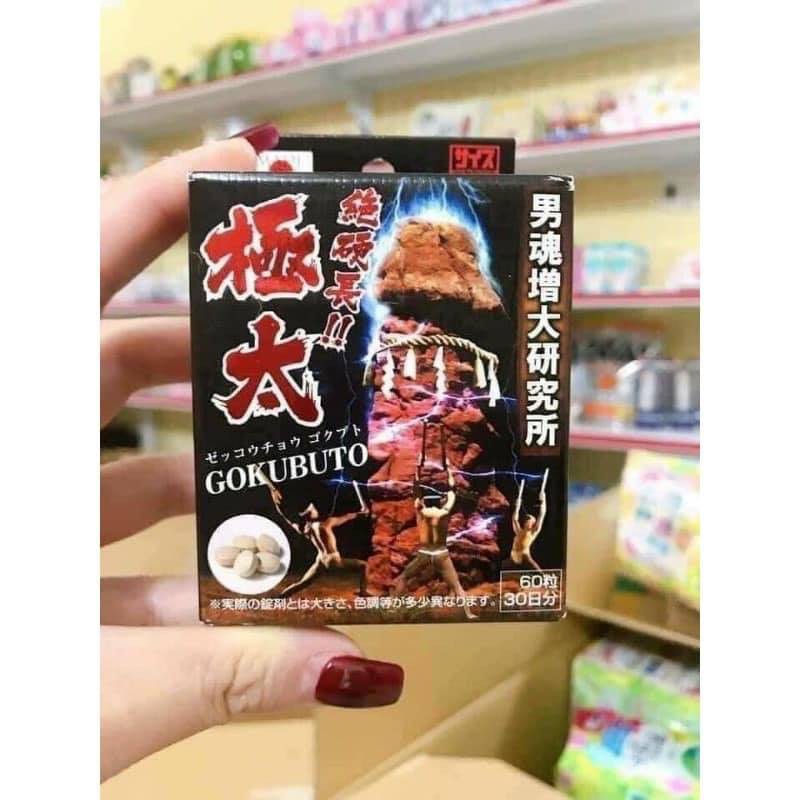 サイズ
絶硬長!!
極太
ゼッコウチョウ ゴクブト
GOKUBUTO
男魂増大研究所
60粒
30日分
※実際の錠剤とは大きさ、色調等が多少異なります。